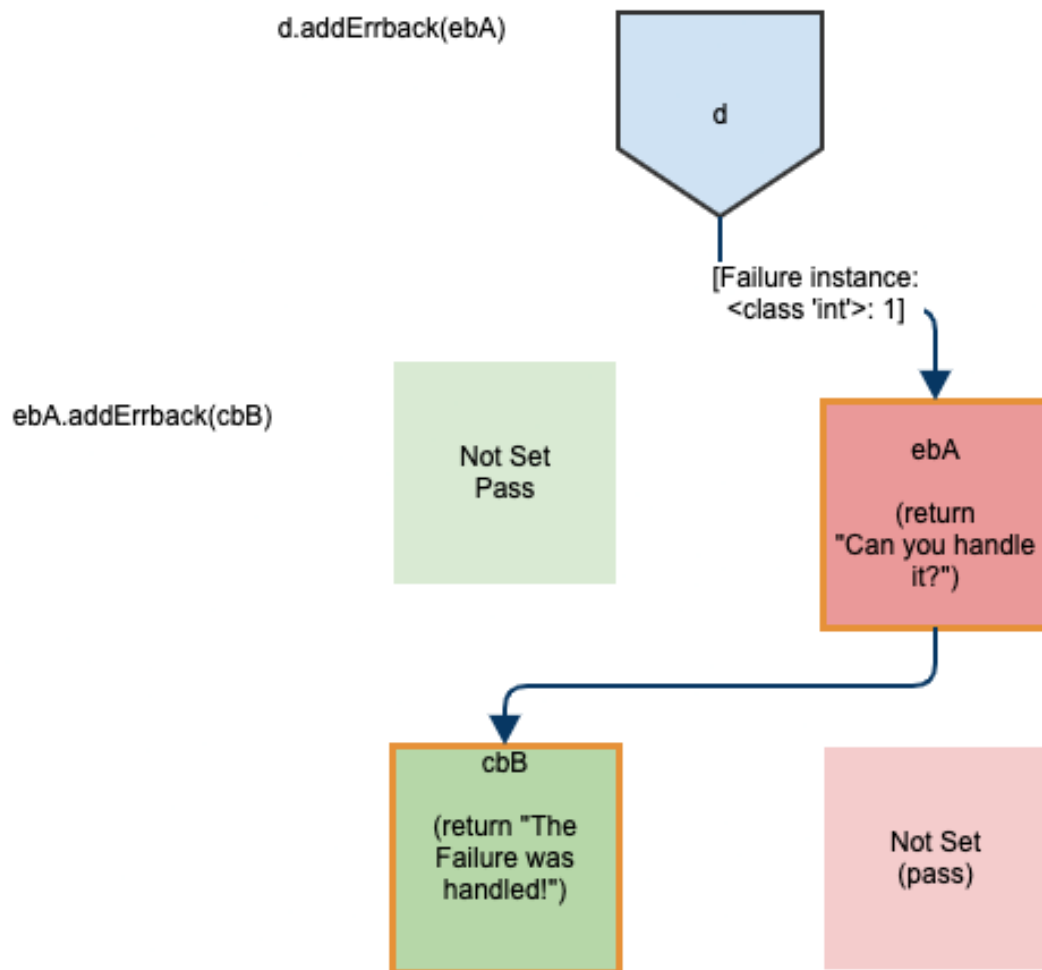 d.addErrback(ebA)
d
[Failure instance:
<class 'int'>: 1]
ebA.addErrback(cbB)
Not Set
Pass
ebA
(return
"Can you handle
it?")
cbB
(return "The
Failure was
handled!")
Not Set
(pass)